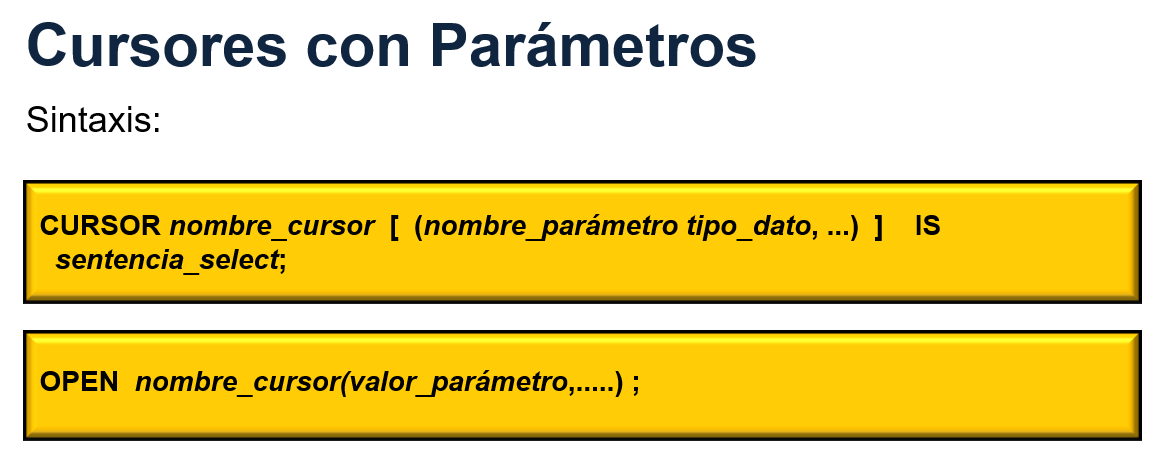 Cursores con Parámetros
Sintaxis:
CURSOR nombre_cursor [ (nombre_parámetro tipo_dato, ...) ] IS
sentencia_select;
OPEN nombre_cursor(valor_parámetro,.....) ;